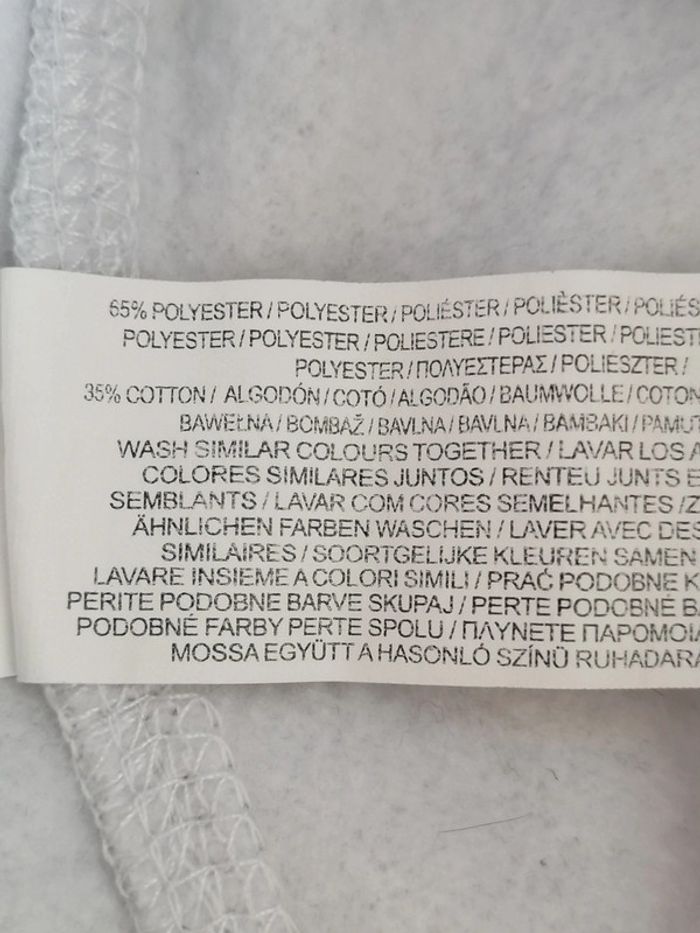 65% POLYESTER / POLYESTER / POLIÉSTER / POLIÈSTER / POLIÉS
POLYESTER / POLYESTER / POLIESTERE / POLIESTER / POLIEST
POLYESTER / ΠΟΛΥΕΣΤΕΡΑΣ / POLIESZTER /
35% COTTON / ALGODÓN / COTÓ / ALGODÃO / BAUMWOLLE / COTON
BAWEŁNA / BOMBAŽ / BAVLNA / BAVLNA / BAMBAKI / PAMUT
WASH SIMILAR COLOURS TOGETHER / LAVAR LOS
COLORES SIMILARES JUNTOS / RENTEU JUNTS E
SEMBLANTS / LAVAR COM CORES SEMELHANTES /Z
ÄHNLICHEN FARBEN WASCHEN / LAVER AVEC DES
SIMILAIRES / SOORTGELIJKE KLEUREN SAMEN
LAVARE INSIEME A COLORI SIMILI / PRAĆ PODOBNE K
PERITE PODOBNE BARVE SKUPAJ / PERTE PODOBNÉ B
PODOBNÉ FARBY PERTE SPOLU / ΠΛΥΝΕΤΕ ΠΑΡΟΜΟΙ
MOSSA EGYÜTT A HASONLÓ SZÍNŰ RUHADARA